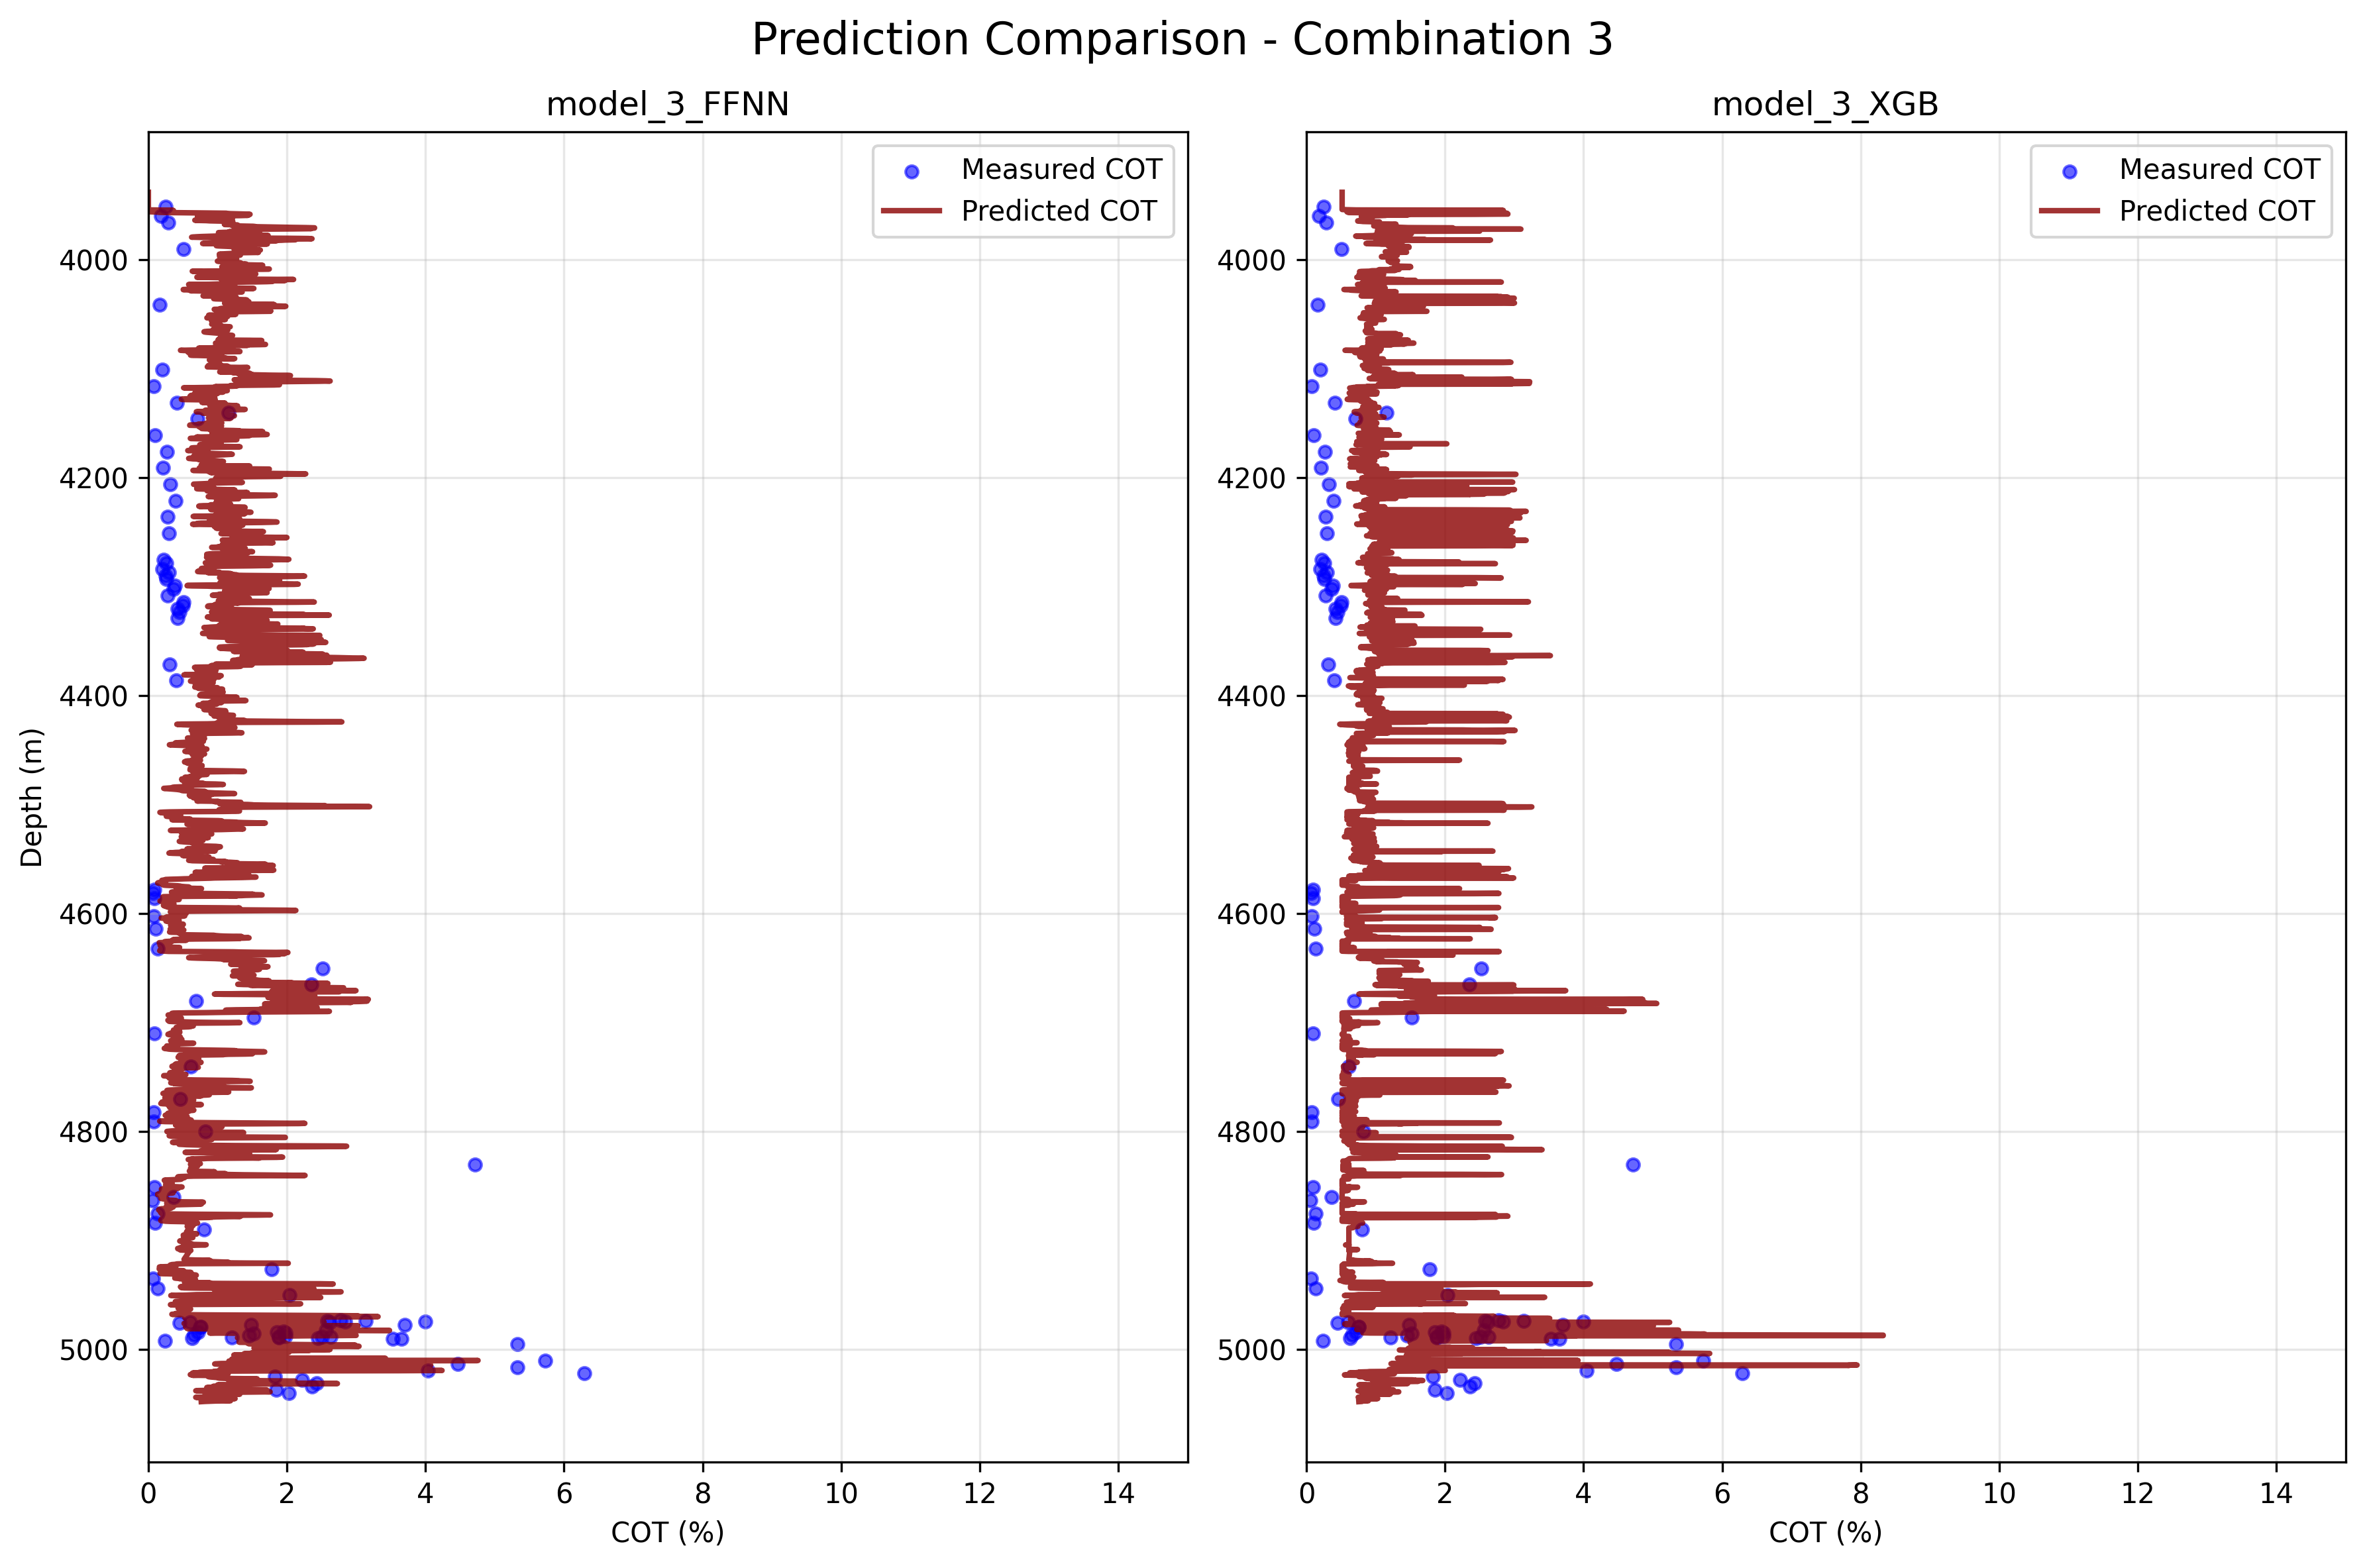 Prediction Comparison - Combination 3
model_3_FFNN
Measured COT
Predicted COT
4000
4200
4400
4600
4800
5000
Depth (m)
0 2 4 6 8 10 12 14
COT (%)
model_3_XGB
Measured COT
Predicted COT
4000
4200
4400
4600
4800
5000
0 2 4 6 8 10 12 14
COT (%)